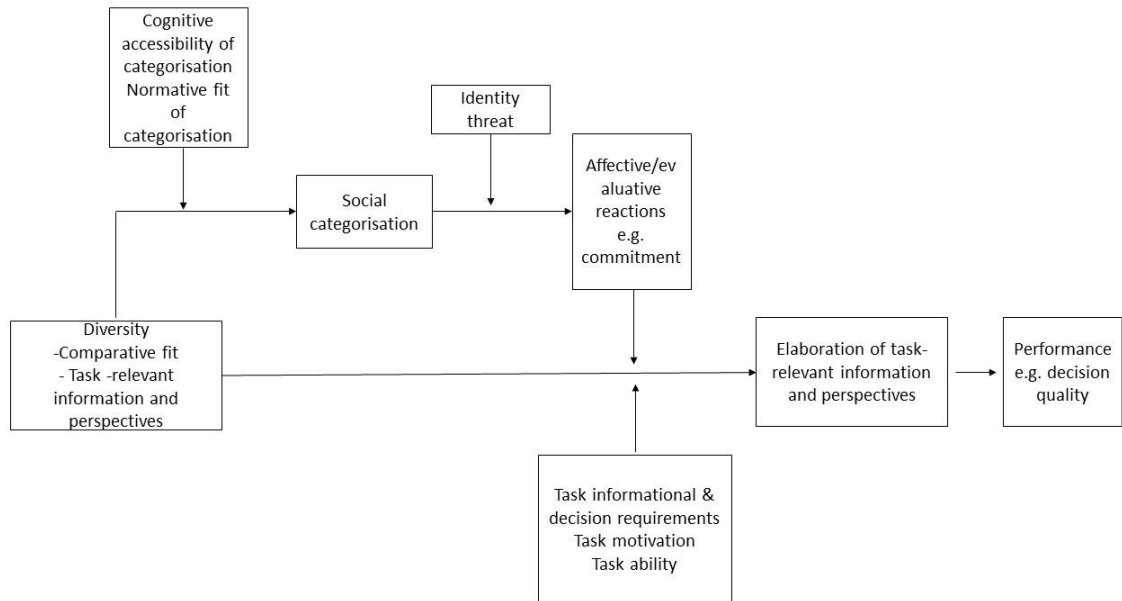 Cognitive
accessibility of
categorisation
Normative fit
of
categorisation
Identity
threat
Affective/ev
aluative
reactions
e.g.
commitment
Social
categorisation
Diversity
-Comparative fit
- Task -relevant
information and
perspectives
Elaboration of task-
relevant information
and perspectives
Performance
e.g. decision
quality
Task informational &
decision requirements
Task motivation
Task ability